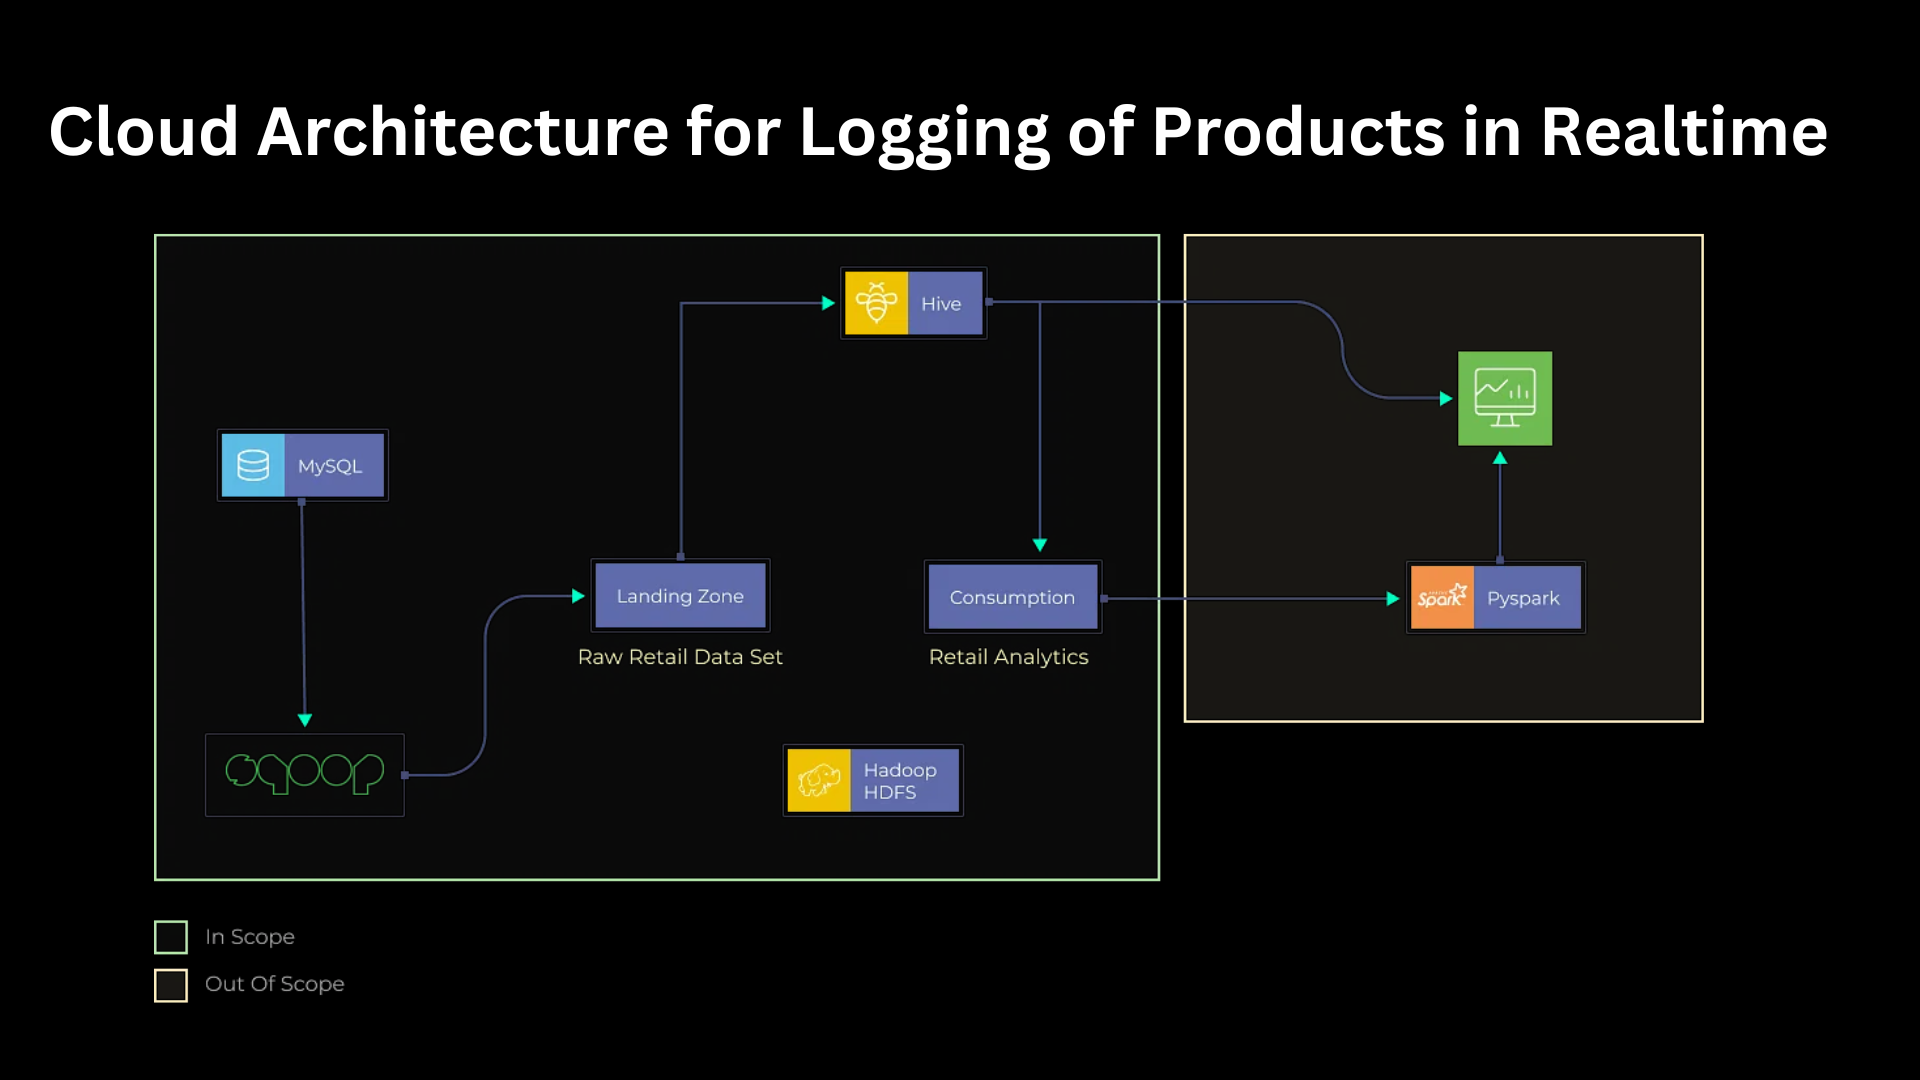 Cloud Architecture for Logging of Products in Realtime
Hive
MySQL
Landing Zone
Raw Retail Data Set
Consumption
Retail Analytics
Spark
Pyspark
sqoop
Hadoop
HDFS
In Scope
Out Of Scope